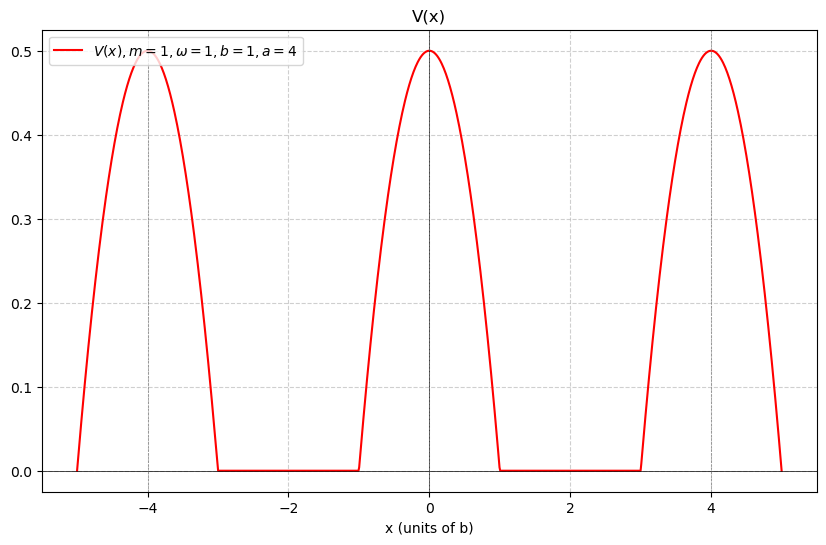 V(x)
V(x), m = 1, ω = 1, b = 1, a = 4
0.5
0.4
0.3
0.2
0.1
0.0
−4 −2 0 2 4
x (units of b)